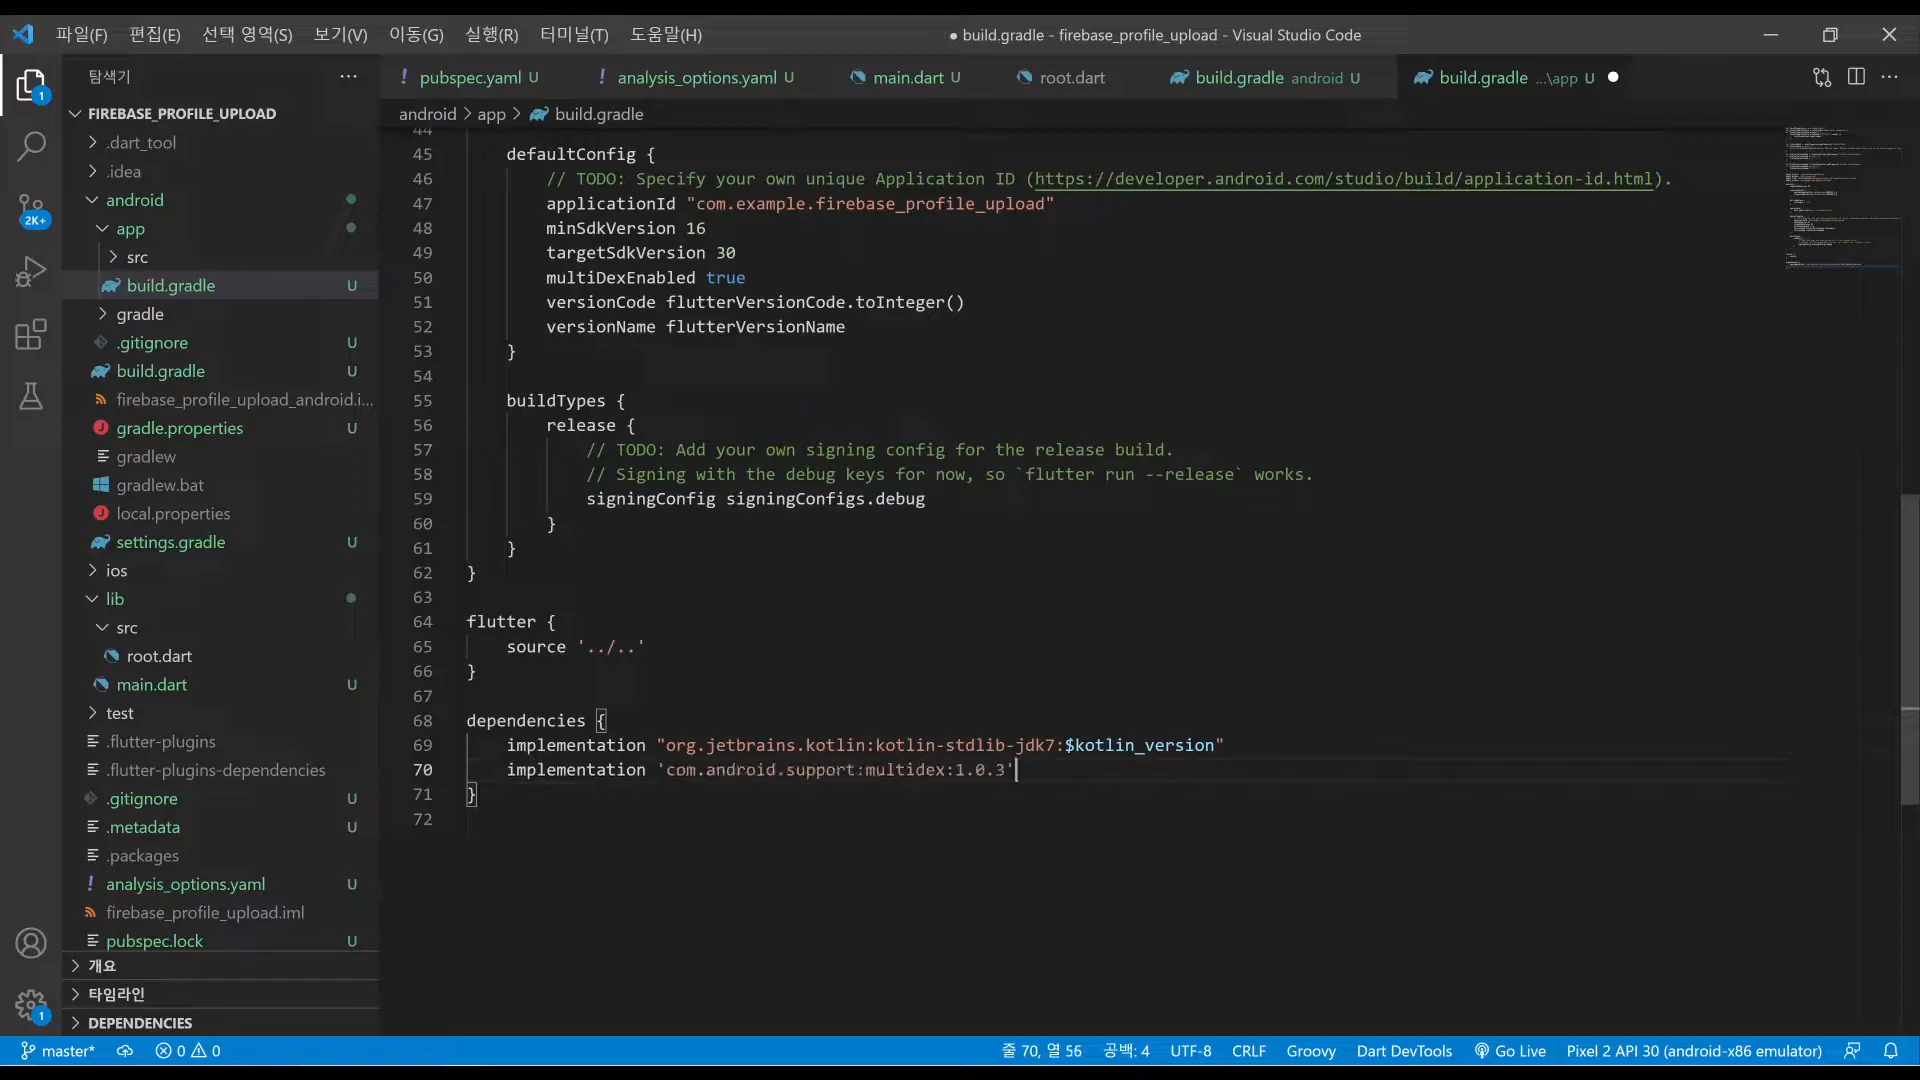 파일(F) 편집(E) 선택 영역(S) 보기(V) 이동(G) 실행(R) 터미널(T) 도움말(H)
● build.gradle - firebase_profile_upload - Visual Studio Code
탐색기 ...
pubspec.yaml U
analysis_options.yaml U
main.dart U
root.dart
build.gradle android U
build.gradle ...\app U
android > app > build.gradle
1
2K+
FIREBASE_PROFILE_UPLOAD
.dart_tool
.idea
android
app
src
build.gradle U
gradle
.gitignore U
build.gradle U
firebase_profile_upload_android.i...
gradle.properties U
gradlew
gradlew.bat
local.properties
settings.gradle U
ios
lib
src
root.dart
main.dart U
test
.flutter-plugins
.flutter-plugins-dependencies
.gitignore U
.metadata U
.packages
analysis_options.yaml U
firebase_profile_upload.iml
pubspec.lock U
개요
타임라인
DEPENDENCIES
1
44
45 defaultConfig {
46 // TODO: Specify your own unique Application ID (https://developer.android.com/studio/build/application-id.html).
47 applicationId "com.example.firebase_profile_upload"
48 minSdkVersion 16
49 targetSdkVersion 30
50 multiDexEnabled true
51 versionCode flutterVersionCode.toInteger()
52 versionName flutterVersionName
53 }
54
55 buildTypes {
56 release {
57 // TODO: Add your own signing config for the release build.
58 // Signing with the debug keys for now, so `flutter run --release` works.
59 signingConfig signingConfigs.debug
60 }
61 }
62 }
63
64 flutter {
65 source '../..'
66 }
67
68 dependencies {
69 implementation "org.jetbrains.kotlin:kotlin-stdlib-jdk7:$kotlin_version"
70 implementation 'com.android.support:multidex:1.0.3'
71 }
72
master* 0 0 줄 70, 열 56 공백: 4 UTF-8 CRLF Groovy Dart DevTools Go Live Pixel 2 API 30 (android-x86 emulator)